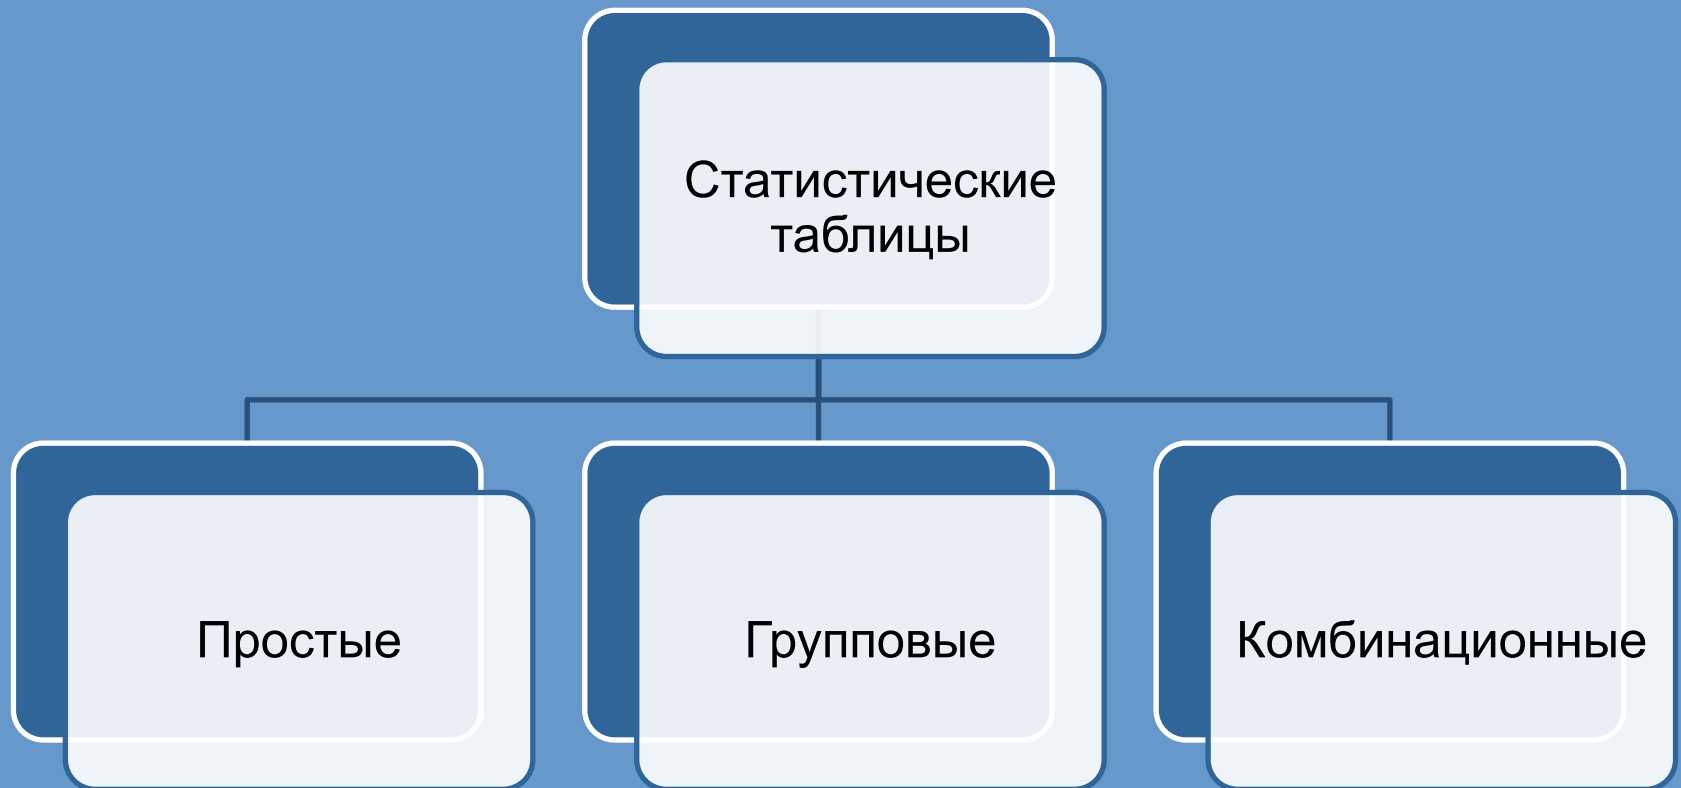 Статистические
таблицы
Простые
Групповые
Комбинационные